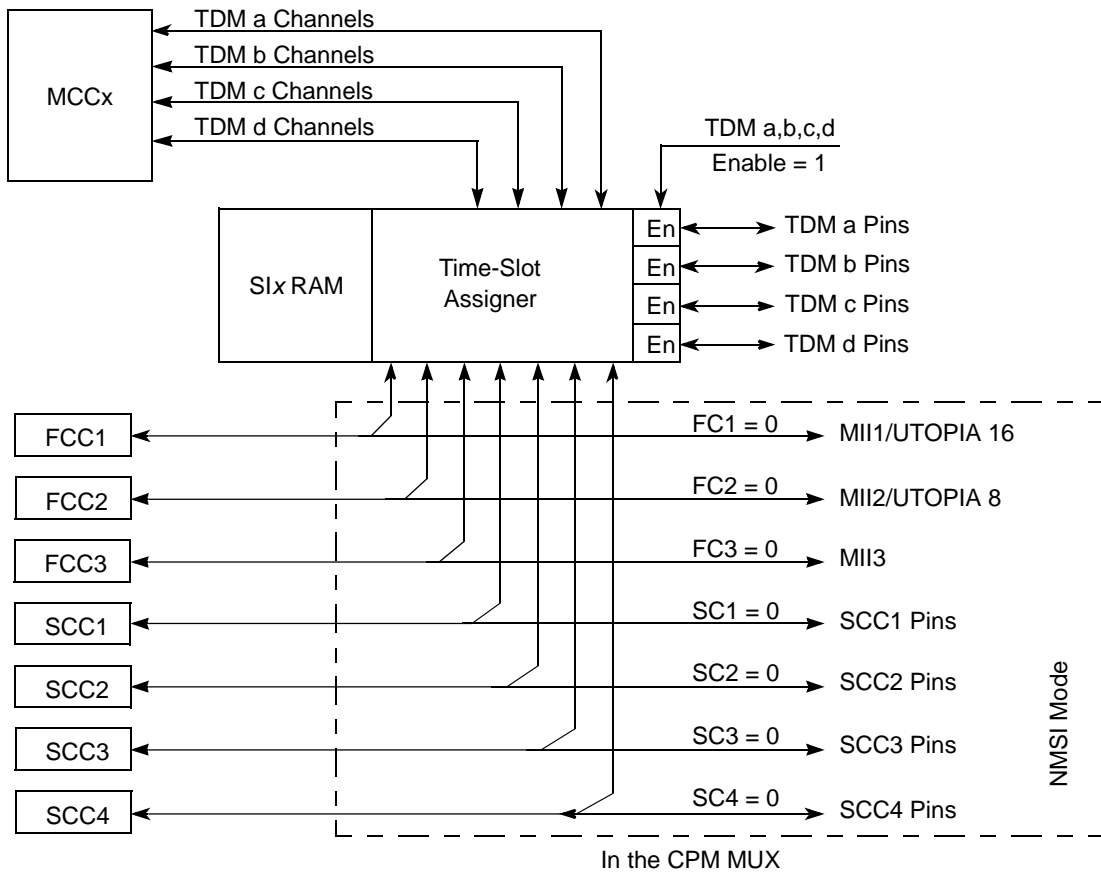 TDM a Channels
TDM b Channels
MCCx
TDM c Channels
TDM d Channels
TDM a,b,c,d
Enable = 1
SIx RAM
Time-Slot
Assigner
En
TDM a Pins
En
TDM b Pins
En
TDM c Pins
En
TDM d Pins
FCC1
FC1 = 0
MII1/UTOPIA 16
FCC2
FC2 = 0
MII2/UTOPIA 8
FCC3
FC3 = 0
MII3
SCC1
SC1 = 0
SCC1 Pins
SCC2
SC2 = 0
SCC2 Pins
SCC3
SC3 = 0
SCC3 Pins
SCC4
SC4 = 0
SCC4 Pins
NMSI Mode
In the CPM MUX